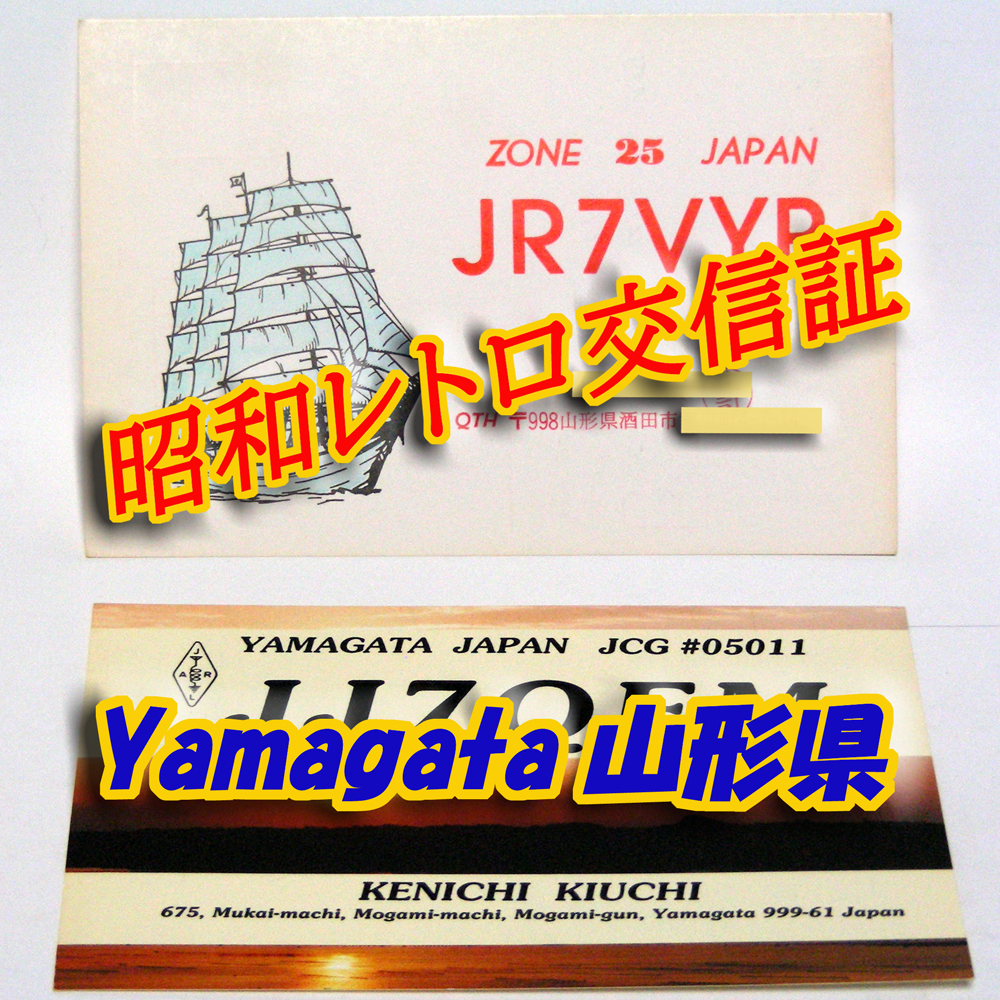 ZONE 25 JAPAN
JR7VYR
昭和レトロ交信証
QTH 〒998山形県酒田市
YAMAGATA JAPAN JCG #05011
J
A R
L
JJ7QFM
Yamagata 山形県
KENICHI KIUCHI
675, Mukai-machi, Mogami-machi, Mogami-gun, Yamagata 999-61 Japan